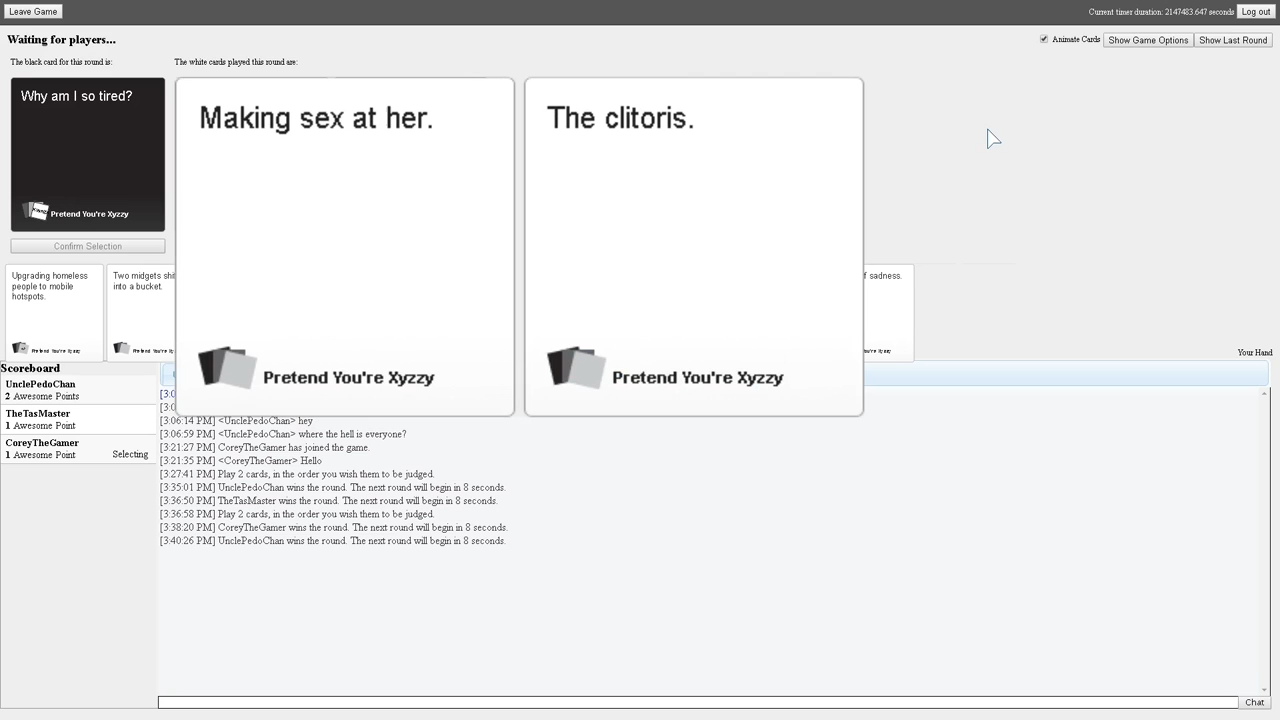 Leave Game
Current timer duration: 2147483.647 seconds Log out
Waiting for players...
Animate Cards Show Game Options Show Last Round
The black card for this round is:
The white cards played this round are:
Why am I so tired?
Pretend You're Xyzzy
Confirm Selection
Making sex at her.
Pretend You're Xyzzy
The clitoris.
Pretend You're Xyzzy
Upgrading homeless
people to mobile
hotspots.
Pretend You're Xyzzy
Two midgets
into a bucket.
Pretend You're
sadness.
Your Hand
Scoreboard
UnclePedoChan
2 Awesome Points
TheTasMaster
1 Awesome Point
CoreyTheGamer
1 Awesome Point Selecting
[3:06:14 PM] <UnclePedoChan> hey
[3:06:59 PM] <UnclePedoChan> where the hell is everyone?
[3:21:27 PM] CoreyTheGamer has joined the game.
[3:21:35 PM] <CoreyTheGamer> Hello
[3:27:41 PM] Play 2 cards, in the order you wish them to be judged.
[3:35:01 PM] UnclePedoChan wins the round. The next round will begin in 8 seconds.
[3:36:50 PM] TheTasMaster wins the round. The next round will begin in 8 seconds.
[3:36:58 PM] Play 2 cards, in the order you wish them to be judged.
[3:38:20 PM] CoreyTheGamer wins the round. The next round will begin in 8 seconds.
[3:40:26 PM] UnclePedoChan wins the round. The next round will begin in 8 seconds.
Chat